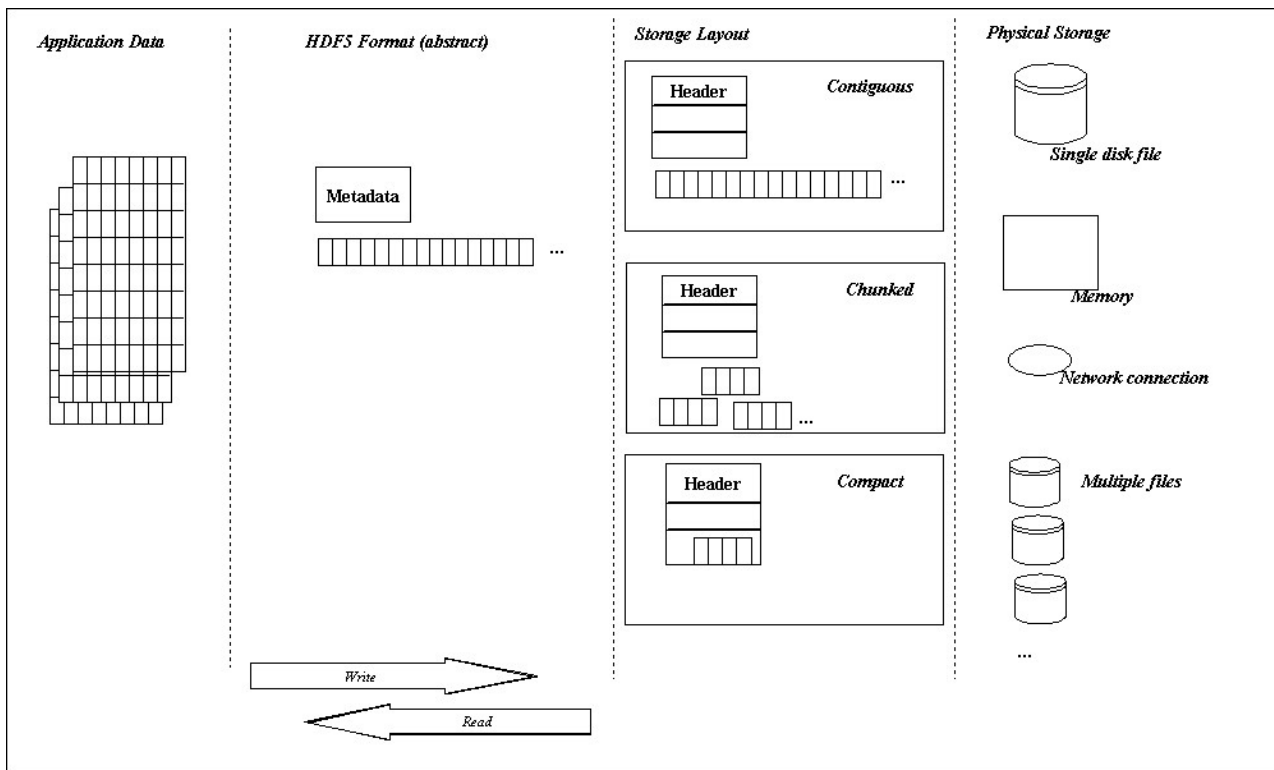 Application Data
HDF5 Format (abstract)
Storage Layout
Physical Storage
Metadata
...
Header
Contiguous
...
Header
Chunked
...
Header
Compact
Single disk file
Memory
Network connection
Multiple files
...
Write
Read